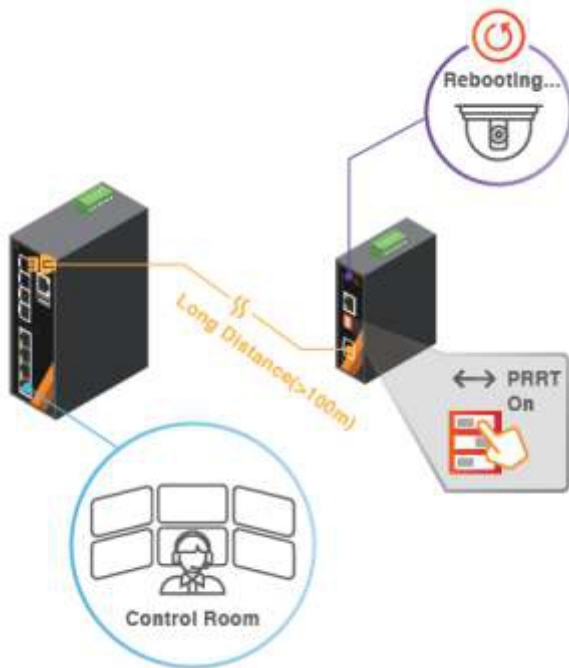 Rebooting...
Long Distance(>100m)
PRRT
On
Control Room